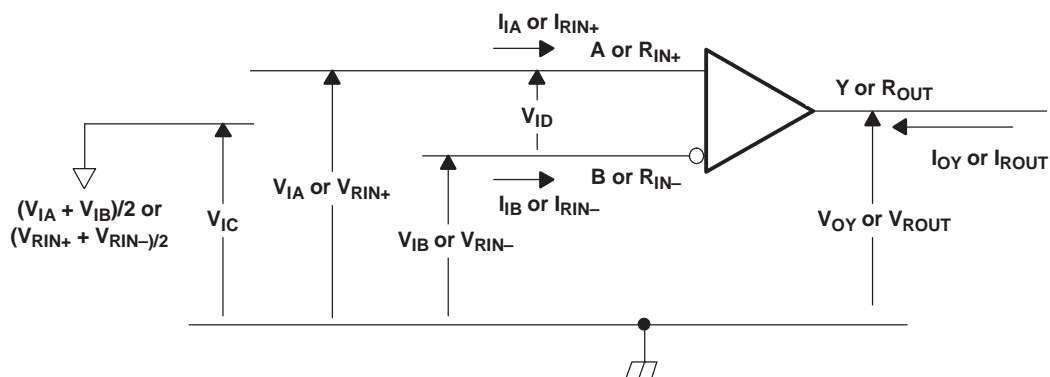 I_IA or I_RIN+
A or R_IN+
Y or R_OUT
V_ID
I_OY or I_ROUT
V_IA or V_RIN+
B or R_IN–
I_IB or I_RIN–
(V_IA + V_IB)/2 or
(V_RIN+ + V_RIN–)/2
V_IC
V_IB or V_RIN–
V_OY or V_ROUT